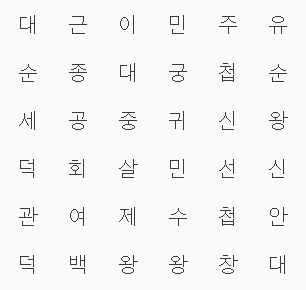 대 근 이 민 주 유
순 종 대 궁 첩 순
세 공 중 귀 신 왕
덕 회 살 민 선 신
관 여 제 수 첩 안
덕 백 왕 왕 창 대